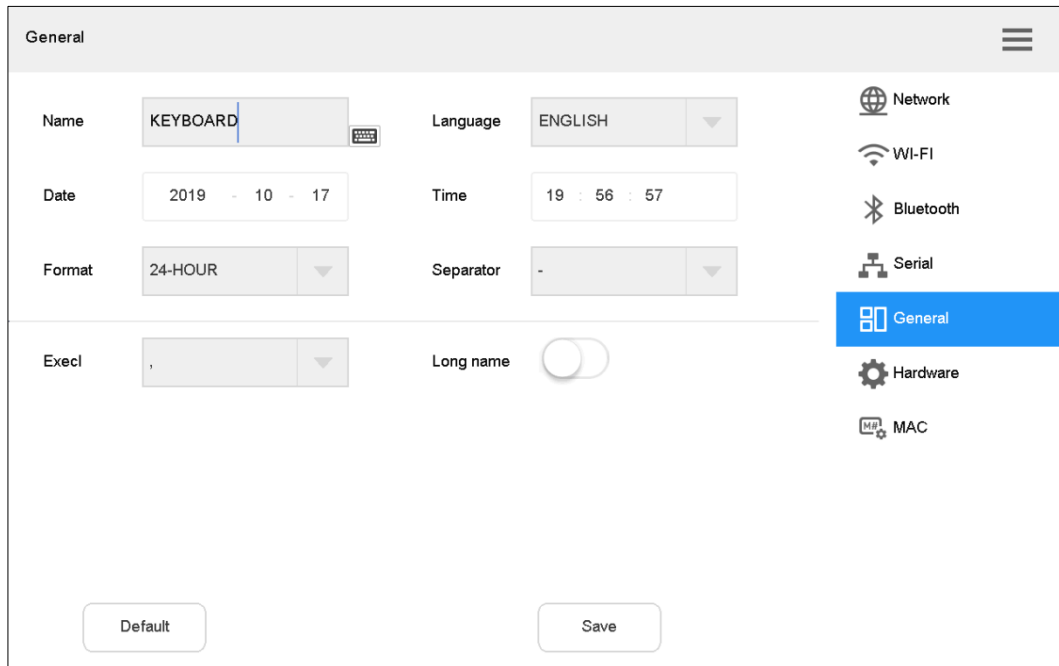 General
Name KEYBOARD Language ENGLISH
Date 2019 - 10 - 17 Time 19 : 56 : 57
Format 24-HOUR Separator -
Execl , Long name
Default Save
Network
WI-FI
Bluetooth
Serial
General
Hardware
M# MAC